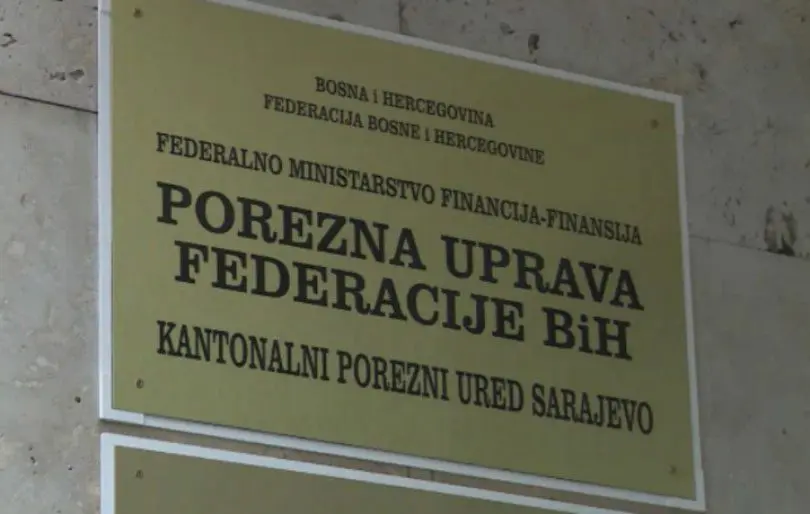 BOSNA i HERCEGOVINA
FEDERACIJA BOSNE i HERCEGOVINE
FEDERALNO MINISTARSTVO FINANCIJA-FINANSIJA
POREZNA UPRAVA
FEDERACIJE BiH
KANTONALNI POREZNI URED SARAJEVO